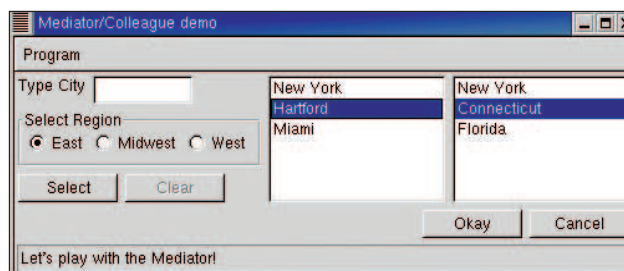 Mediator/Colleague demo
Program
Type City
Select Region
East Midwest West
Select Clear
New York
Hartford
Miami
New York
Connecticut
Florida
Okay Cancel
Let's play with the Mediator!